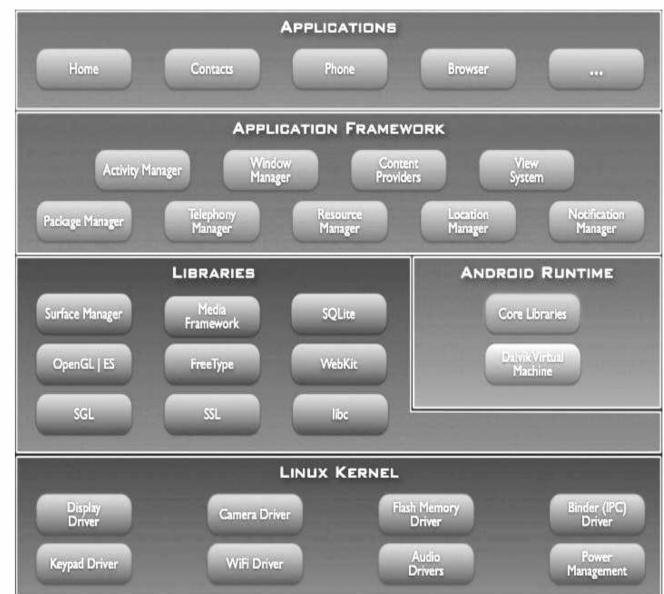 APPLICATIONS
Home Contacts Phone Browser ...
APPLICATION FRAMEWORK
Activity Manager Window Manager Content Providers View System
Package Manager Telephony Manager Resource Manager Location Manager Notification Manager
LIBRARIES
Surface Manager Media Framework SQLite
OpenGL | ES FreeType WebKit
SGL SSL libc
ANDROID RUNTIME
Core Libraries
Dalvik Virtual Machine
LINUX KERNEL
Display Driver Camera Driver Flash Memory Driver Binder (IPC) Driver
Keypad Driver WiFi Driver Audio Drivers Power Management